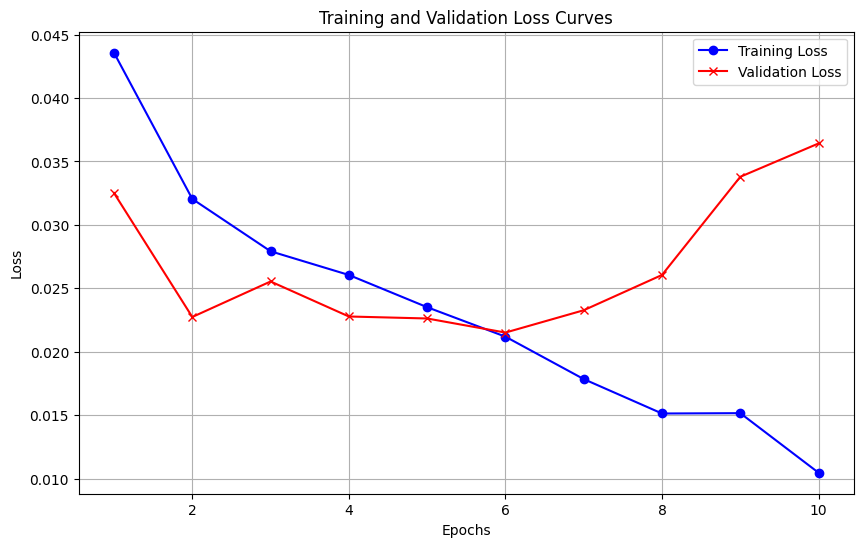 Training and Validation Loss Curves
Training Loss
Validation Loss
0.045
0.040
0.035
0.030
0.025
0.020
0.015
0.010
Loss
2 4 6 8 10
Epochs